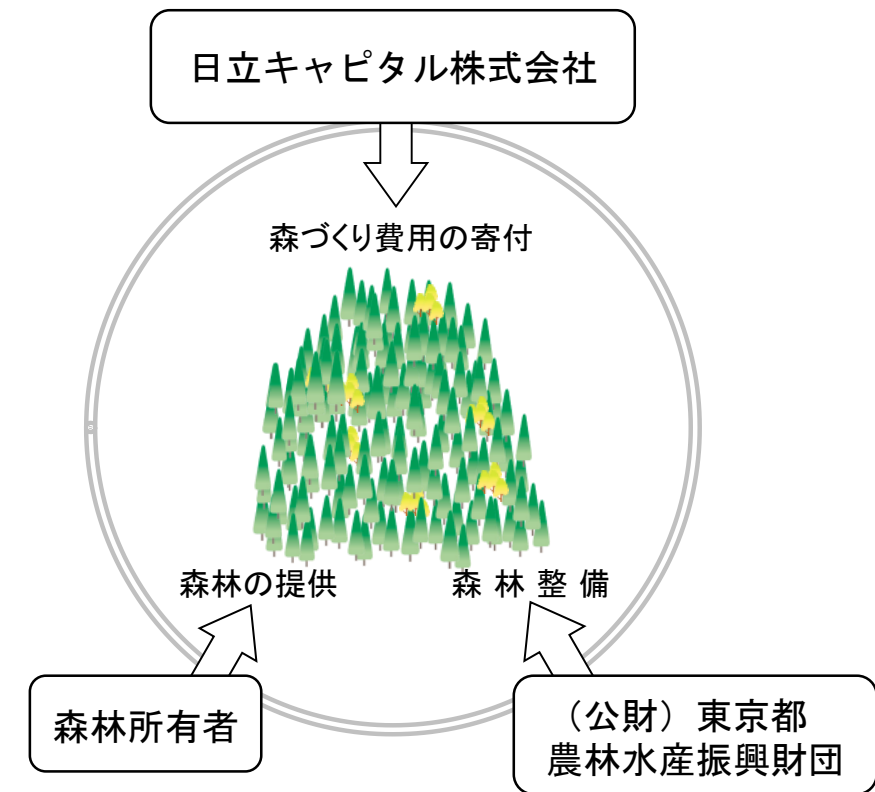 日立キャピタル株式会社
森づくり費用の寄付
森林の提供
森林整備
森林所有者
（公財）東京都
農林水産振興財団